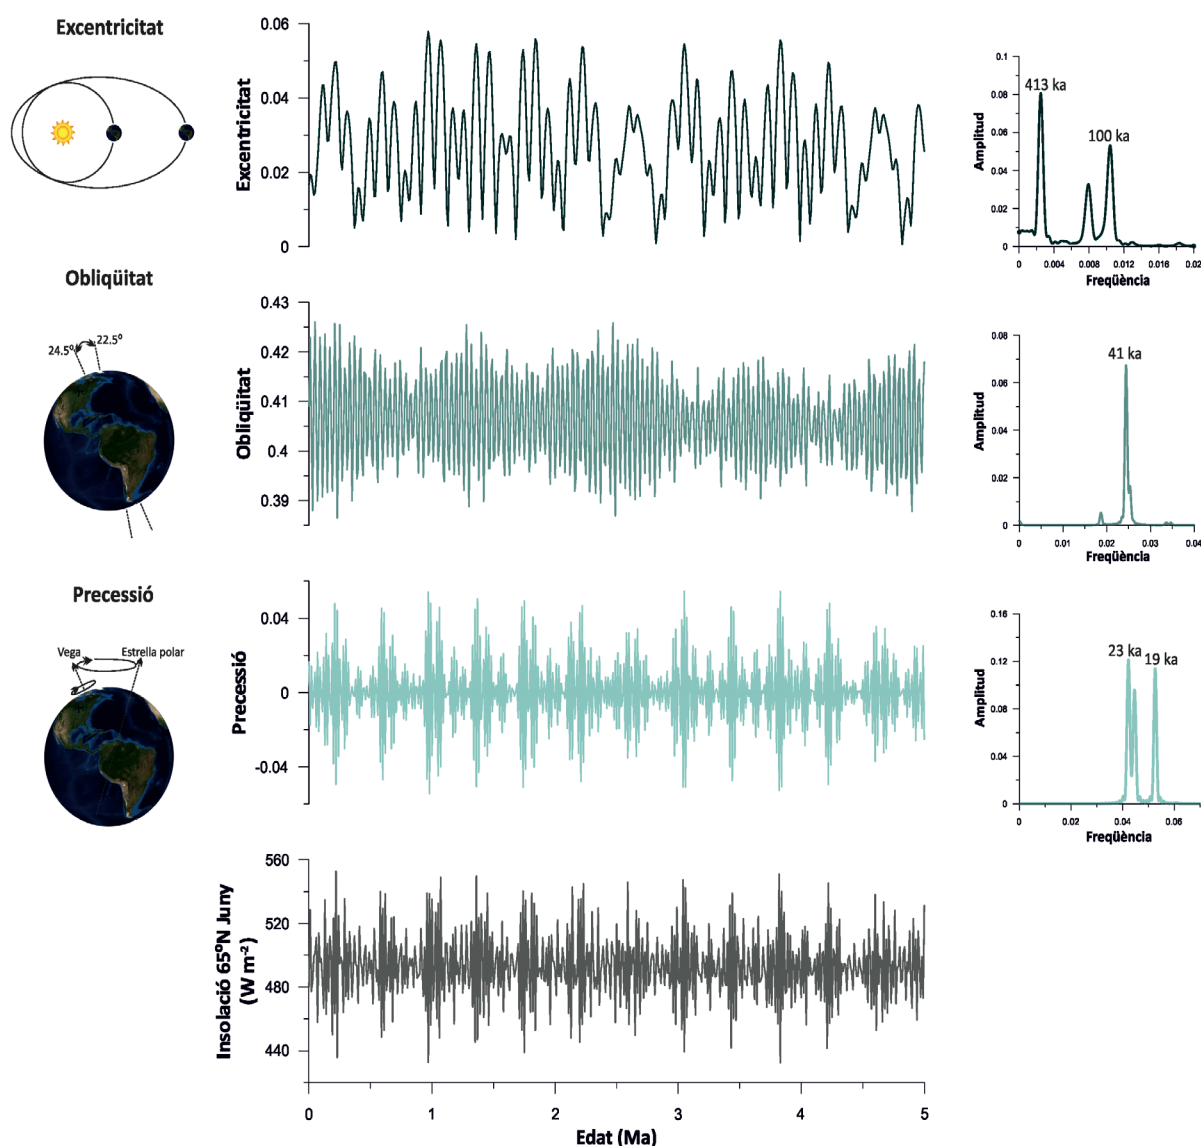 Excentricitat
Excentricitat
0.06
0.04
0.02
0
Amplitud
0.1
0.08
0.06
0.04
0.02
0
413 ka
100 ka
0
0.004
0.008
0.012
0.016
0.02
Freqüència
Obliqüitat
24.5º
22.5º
Obliqüitat
0.43
0.42
0.41
0.4
0.39
Amplitud
0.08
0.06
0.04
0.02
0
41 ka
0
0.01
0.02
0.03
0.04
Freqüència
Precessió
Vega
Estrella polar
Precessió
0.04
0
-0.04
Amplitud
0.16
0.12
0.08
0.04
0
23 ka
19 ka
0
0.02
0.04
0.06
Freqüència
Insolació 65ºN Juny
(W m-2)
560
520
480
440
0
1
2
3
4
5
Edat (Ma)